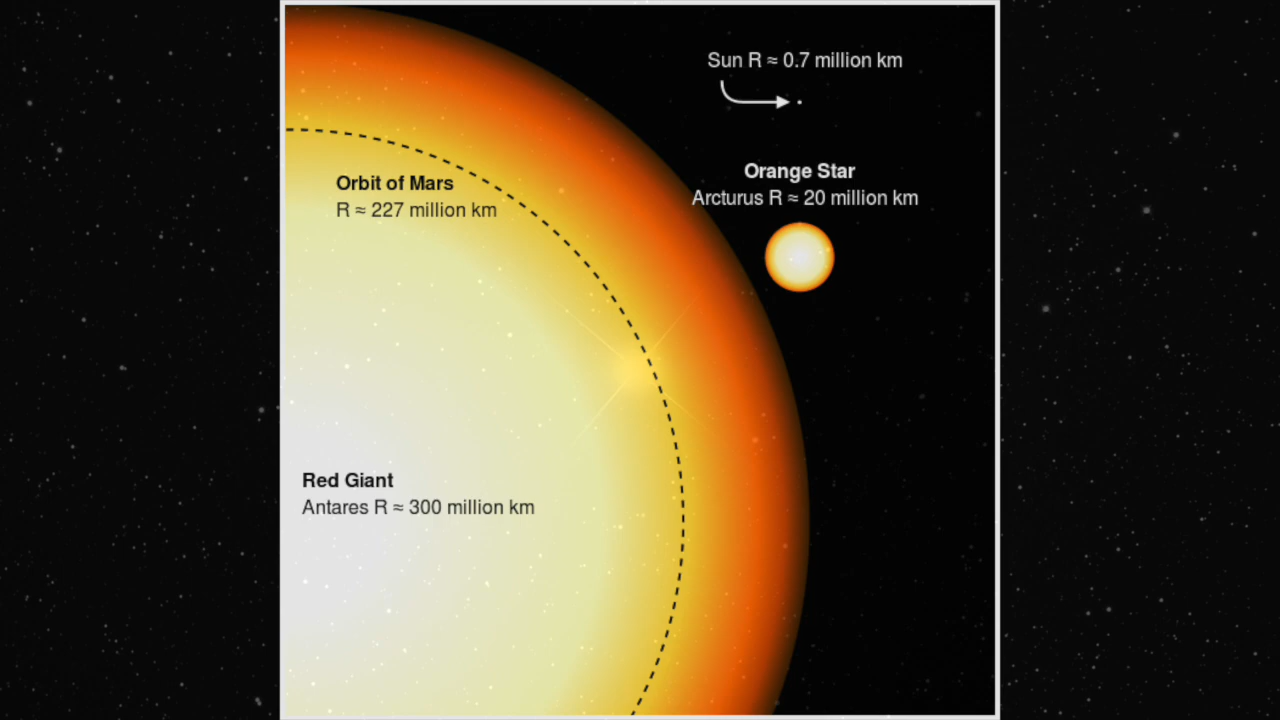 Sun R ≈ 0.7 million km
Orange Star
Arcturus R ≈ 20 million km
Orbit of Mars
R ≈ 227 million km
Red Giant
Antares R ≈ 300 million km